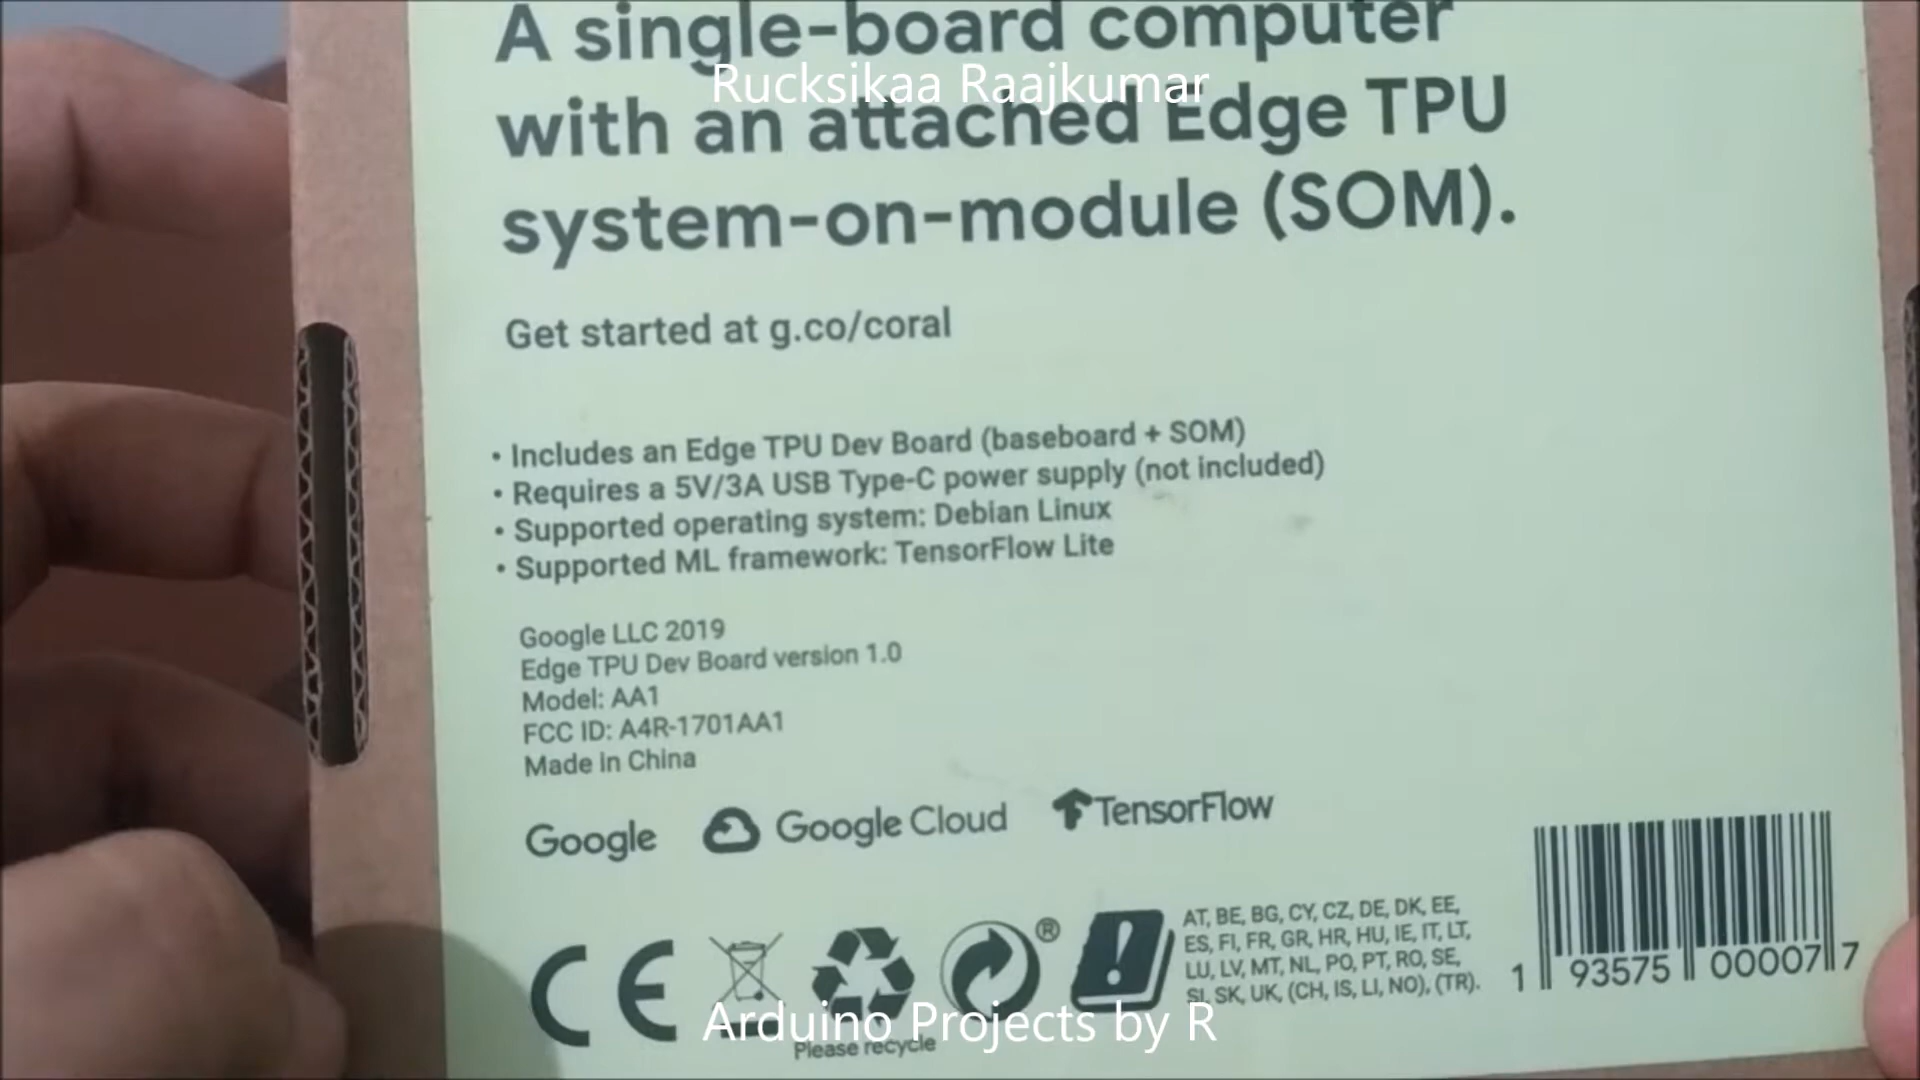 A single-board computer
Rucksikaa Raajkumar
with an attached Edge TPU
system-on-module (SOM).
Get started at g.co/coral
• Includes an Edge TPU Dev Board (baseboard + SOM)
• Requires a 5V/3A USB Type-C power supply (not included)
• Supported operating system: Debian Linux
• Supported ML framework: TensorFlow Lite
Google LLC 2019
Edge TPU Dev Board version 1.0
Model: AA1
FCC ID: A4R-1701AA1
Made in China
Google Google Cloud TensorFlow
CE ® !
AT, BE, BG, CY, CZ, DE, DK, EE,
ES, FI, FR, GR, HR, HU, IE, IT, LT,
LU, LV, MT, NL, PO, PT, RO, SE,
SI, SK, UK, (CH, IS, LI, NO), (TR).
1 93575 00007 7
Arduino Projects by R
Please recycle